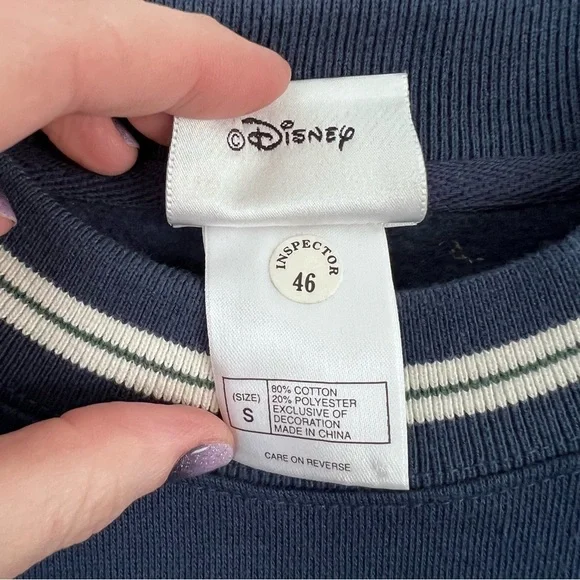 ©Disney
INSPECTOR
46
(SIZE)
S
80% COTTON
20% POLYESTER
EXCLUSIVE OF
DECORATION
MADE IN CHINA
CARE ON REVERSE